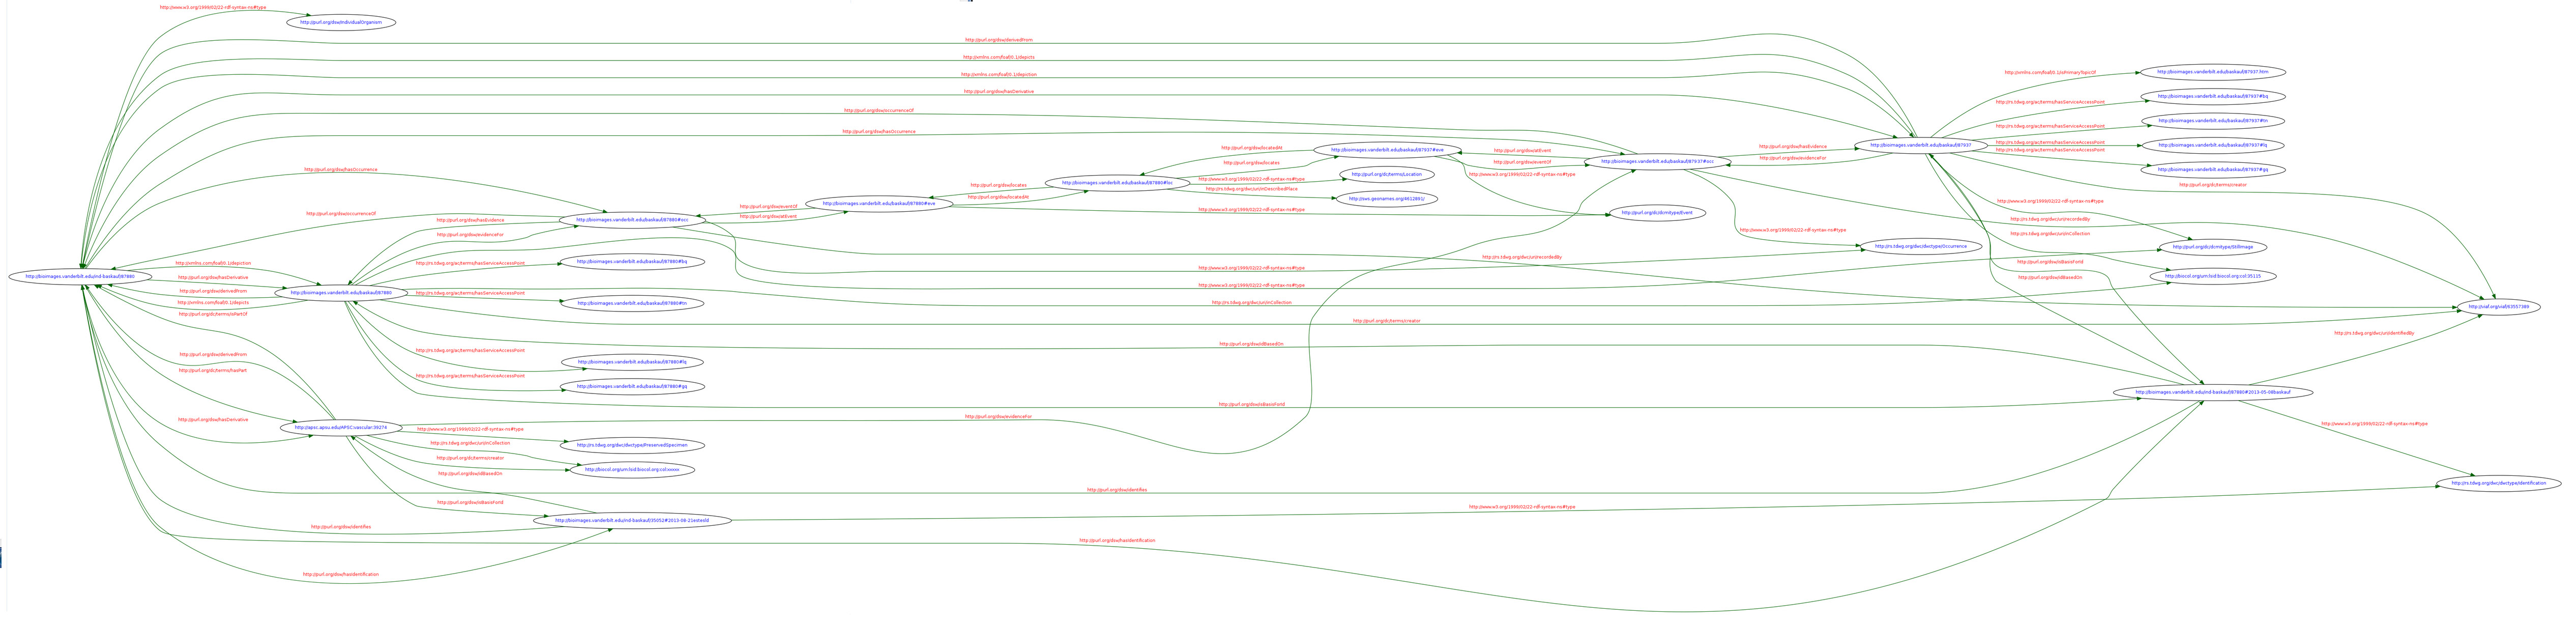 http://www.w3.org/1999/02/22-rdf-syntax-ns#type
http://purl.org/dsw/IndividualOrganism
http://purl.org/dsw/derivedFrom
http://xmlns.com/foaf/0.1/depicts
http://xmlns.com/foaf/0.1/depiction
http://purl.org/dsw/hasDerivative
http://purl.org/dsw/occurrenceOf
http://purl.org/dsw/hasOccurrence
http://xmlns.com/foaf/0.1/isPrimaryTopicOf
http://bioimages.vanderbilt.edu/baskauf/87937.htm
http://rs.tdwg.org/ac/terms/hasServiceAccessPoint
http://bioimages.vanderbilt.edu/baskauf/87937#bq
http://rs.tdwg.org/ac/terms/hasServiceAccessPoint
http://bioimages.vanderbilt.edu/baskauf/87937#tn
http://rs.tdwg.org/ac/terms/hasServiceAccessPoint
http://bioimages.vanderbilt.edu/baskauf/87937#lq
http://rs.tdwg.org/ac/terms/hasServiceAccessPoint
http://bioimages.vanderbilt.edu/baskauf/87937#gq
http://purl.org/dc/terms/creator
http://bioimages.vanderbilt.edu/baskauf/87937
http://purl.org/dsw/hasEvidence
http://purl.org/dsw/evidenceFor
http://bioimages.vanderbilt.edu/baskauf/87937#occ
http://purl.org/dsw/atEvent
http://purl.org/dsw/eventOf
http://www.w3.org/1999/02/22-rdf-syntax-ns#type
http://bioimages.vanderbilt.edu/baskauf/87937#eve
http://purl.org/dsw/locatedAt
http://purl.org/dsw/locates
http://www.w3.org/1999/02/22-rdf-syntax-ns#type
http://purl.org/dc/terms/Location
http://rs.tdwg.org/dwc/uri/inDescribedPlace
http://sws.geonames.org/4612891/
http://bioimages.vanderbilt.edu/baskauf/87880#loc
http://purl.org/dsw/locates
http://purl.org/dsw/locatedAt
http://bioimages.vanderbilt.edu/baskauf/87880#eve
http://www.w3.org/1999/02/22-rdf-syntax-ns#type
http://purl.org/dc/dcmitype/Event
http://purl.org/dsw/eventOf
http://purl.org/dsw/atEvent
http://purl.org/dsw/hasOccurrence
http://purl.org/dsw/occurrenceOf
http://bioimages.vanderbilt.edu/baskauf/87880#occ
http://purl.org/dsw/hasEvidence
http://purl.org/dsw/evidenceFor
http://www.w3.org/1999/02/22-rdf-syntax-ns#type
http://rs.tdwg.org/dwc/uri/recordedBy
http://www.w3.org/1999/02/22-rdf-syntax-ns#type
http://rs.tdwg.org/dwc/dwctype/Occurrence
http://rs.tdwg.org/dwc/uri/inCollection
http://purl.org/dc/dcmitype/StillImage
http://www.w3.org/1999/02/22-rdf-syntax-ns#type
http://rs.tdwg.org/dwc/uri/recordedBy
http://purl.org/dsw/isBasisForId
http://purl.org/dsw/idBasedOn
http://biocol.org/urn:lsid:biocol.org:col:35115
http://bioimages.vanderbilt.edu/ind-baskauf/87880
http://xmlns.com/foaf/0.1/depiction
http://purl.org/dsw/hasDerivative
http://purl.org/dsw/derivedFrom
http://xmlns.com/foaf/0.1/depicts
http://purl.org/dc/terms/isPartOf
http://bioimages.vanderbilt.edu/baskauf/87880
http://rs.tdwg.org/ac/terms/hasServiceAccessPoint
http://bioimages.vanderbilt.edu/baskauf/87880#bq
http://rs.tdwg.org/ac/terms/hasServiceAccessPoint
http://bioimages.vanderbilt.edu/baskauf/87880#tn
http://www.w3.org/1999/02/22-rdf-syntax-ns#type
http://rs.tdwg.org/dwc/uri/inCollection
http://viaf.org/viaf/63557389
http://purl.org/dc/terms/creator
http://rs.tdwg.org/dwc/uri/identifiedBy
http://purl.org/dsw/idBasedOn
http://rs.tdwg.org/ac/terms/hasServiceAccessPoint
http://bioimages.vanderbilt.edu/baskauf/87880#lq
http://rs.tdwg.org/ac/terms/hasServiceAccessPoint
http://bioimages.vanderbilt.edu/baskauf/87880#gq
http://purl.org/dsw/derivedFrom
http://purl.org/dc/terms/hasPart
http://bioimages.vanderbilt.edu/ind-baskauf/87880#2013-05-08baskauf
http://purl.org/dsw/isBasisForId
http://purl.org/dsw/hasDerivative
http://apsc.apsu.edu/APSC:vascular:39274
http://purl.org/dsw/evidenceFor
http://www.w3.org/1999/02/22-rdf-syntax-ns#type
http://www.w3.org/1999/02/22-rdf-syntax-ns#type
http://rs.tdwg.org/dwc/dwctype/PreservedSpecimen
http://rs.tdwg.org/dwc/uri/inCollection
http://purl.org/dc/terms/creator
http://biocol.org/urn:lsid:biocol.org:col:xxxxx
http://purl.org/dsw/idBasedOn
http://rs.tdwg.org/dwc/dwctype/Identification
http://purl.org/dsw/identifies
http://purl.org/dsw/isBasisForId
http://www.w3.org/1999/02/22-rdf-syntax-ns#type
http://bioimages.vanderbilt.edu/ind-baskauf/35052#2013-08-21estesld
http://purl.org/dsw/identifies
http://purl.org/dsw/hasIdentification
http://purl.org/dsw/hasIdentification